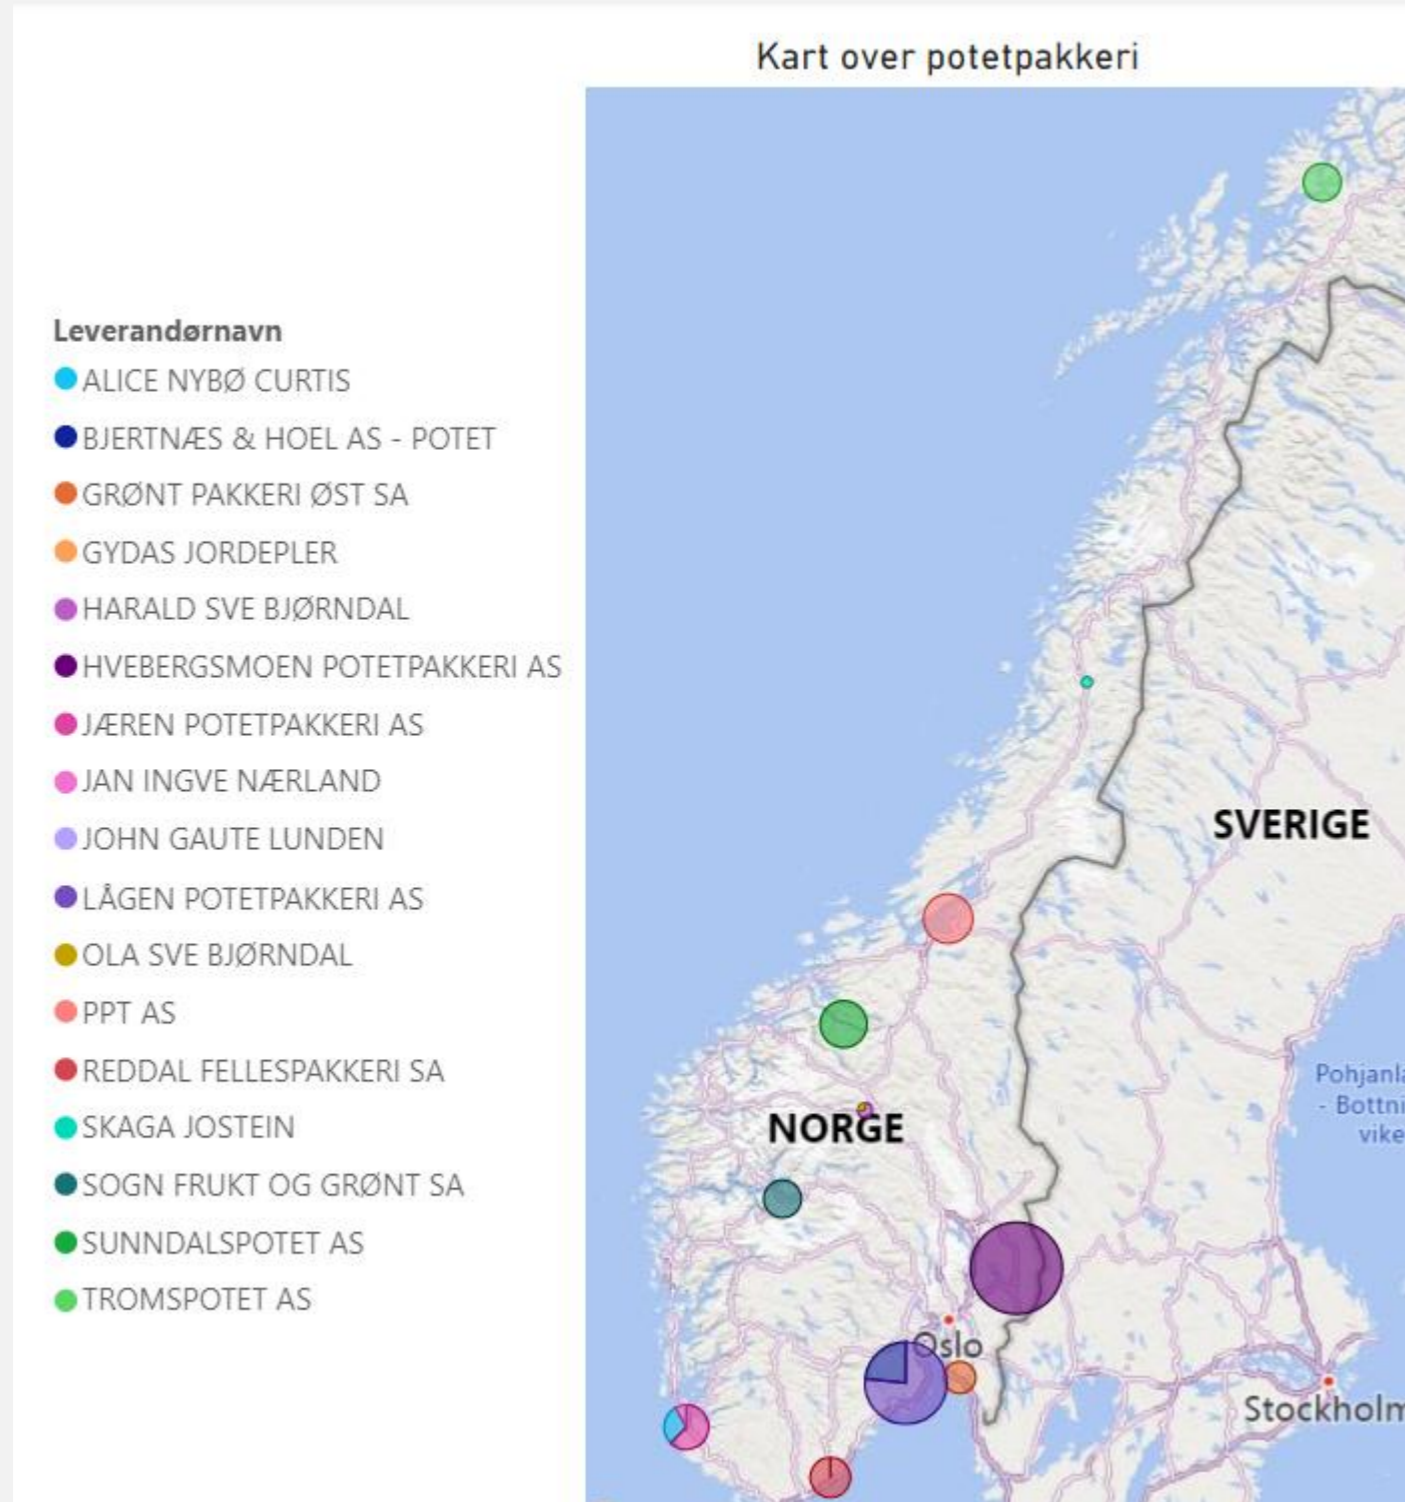 Kart over potetpakkeri
Leverandørnavn
ALICE NYBØ CURTIS
BJERTNÆS & HOEL AS - POTET
GRØNT PAKKERI ØST SA
GYDAS JORDEPLER
HARALD SVE BJØRNDAL
HVEBERGSMOEN POTETPAKKERI AS
JÆREN POTETPAKKERI AS
JAN INGVE NÆRLAND
JOHN GAUTE LUNDEN
LÅGEN POTETPAKKERI AS
OLA SVE BJØRNDAL
PPT AS
REDDAL FELLESPAKKERI SA
SKAGA JOSTEIN
SOGN FRUKT OG GRØNT SA
SUNNDALSPOTET AS
TROMSPOTET AS
SVERIGE
Pohjanla
- Bottni
vike
NORGE
Oslo
Stockholm